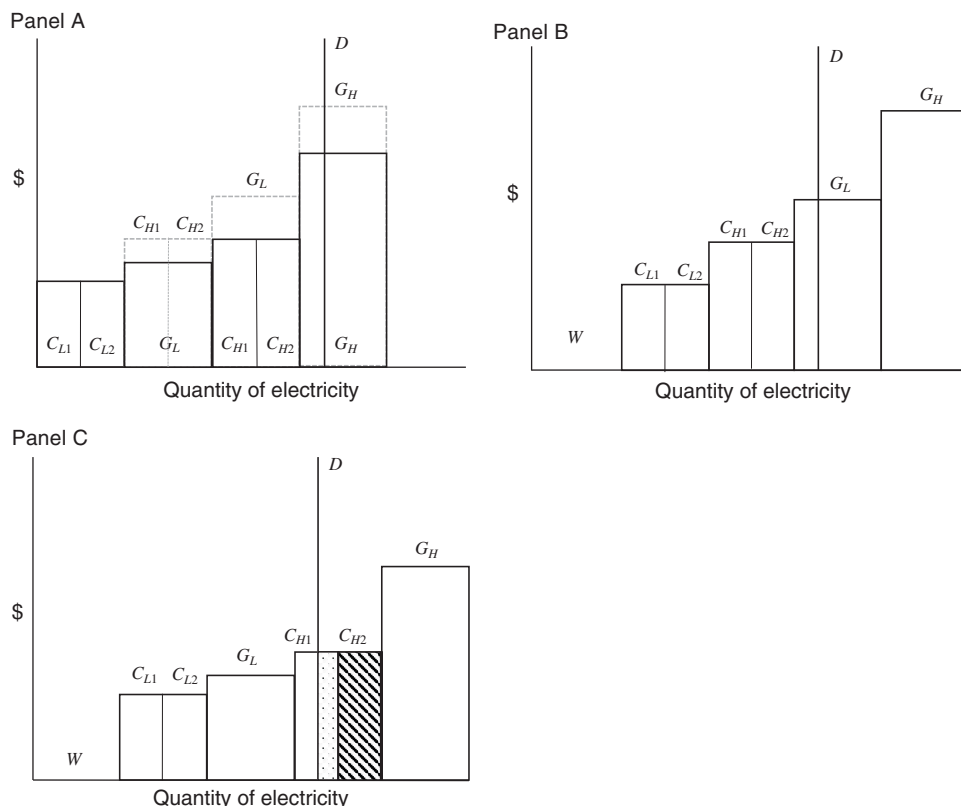 Panel A
D
G_H
$
G_L
C_H1 C_H2
C_L1 C_L2 G_L C_H1 C_H2 G_H
Quantity of electricity
Panel B
D
G_H
$
G_L
C_H1 C_H2
C_L1 C_L2
W
Quantity of electricity
Panel C
D
G_H
$
C_H1 C_H2
G_L
C_L1 C_L2
W
Quantity of electricity